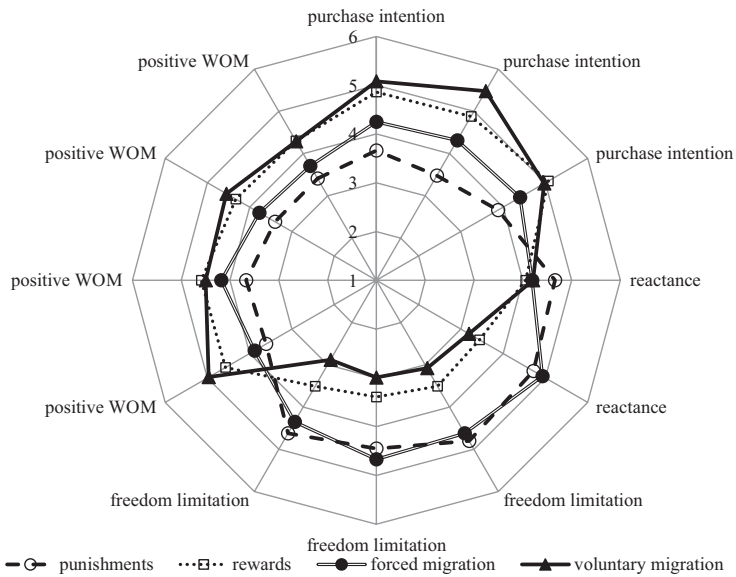 purchase intention
6
positive WOM
purchase intention
5
4
positive WOM
purchase intention
3
2
positive WOM
1
reactance
positive WOM
reactance
freedom limitation
freedom limitation
freedom limitation
punishments rewards forced migration voluntary migration